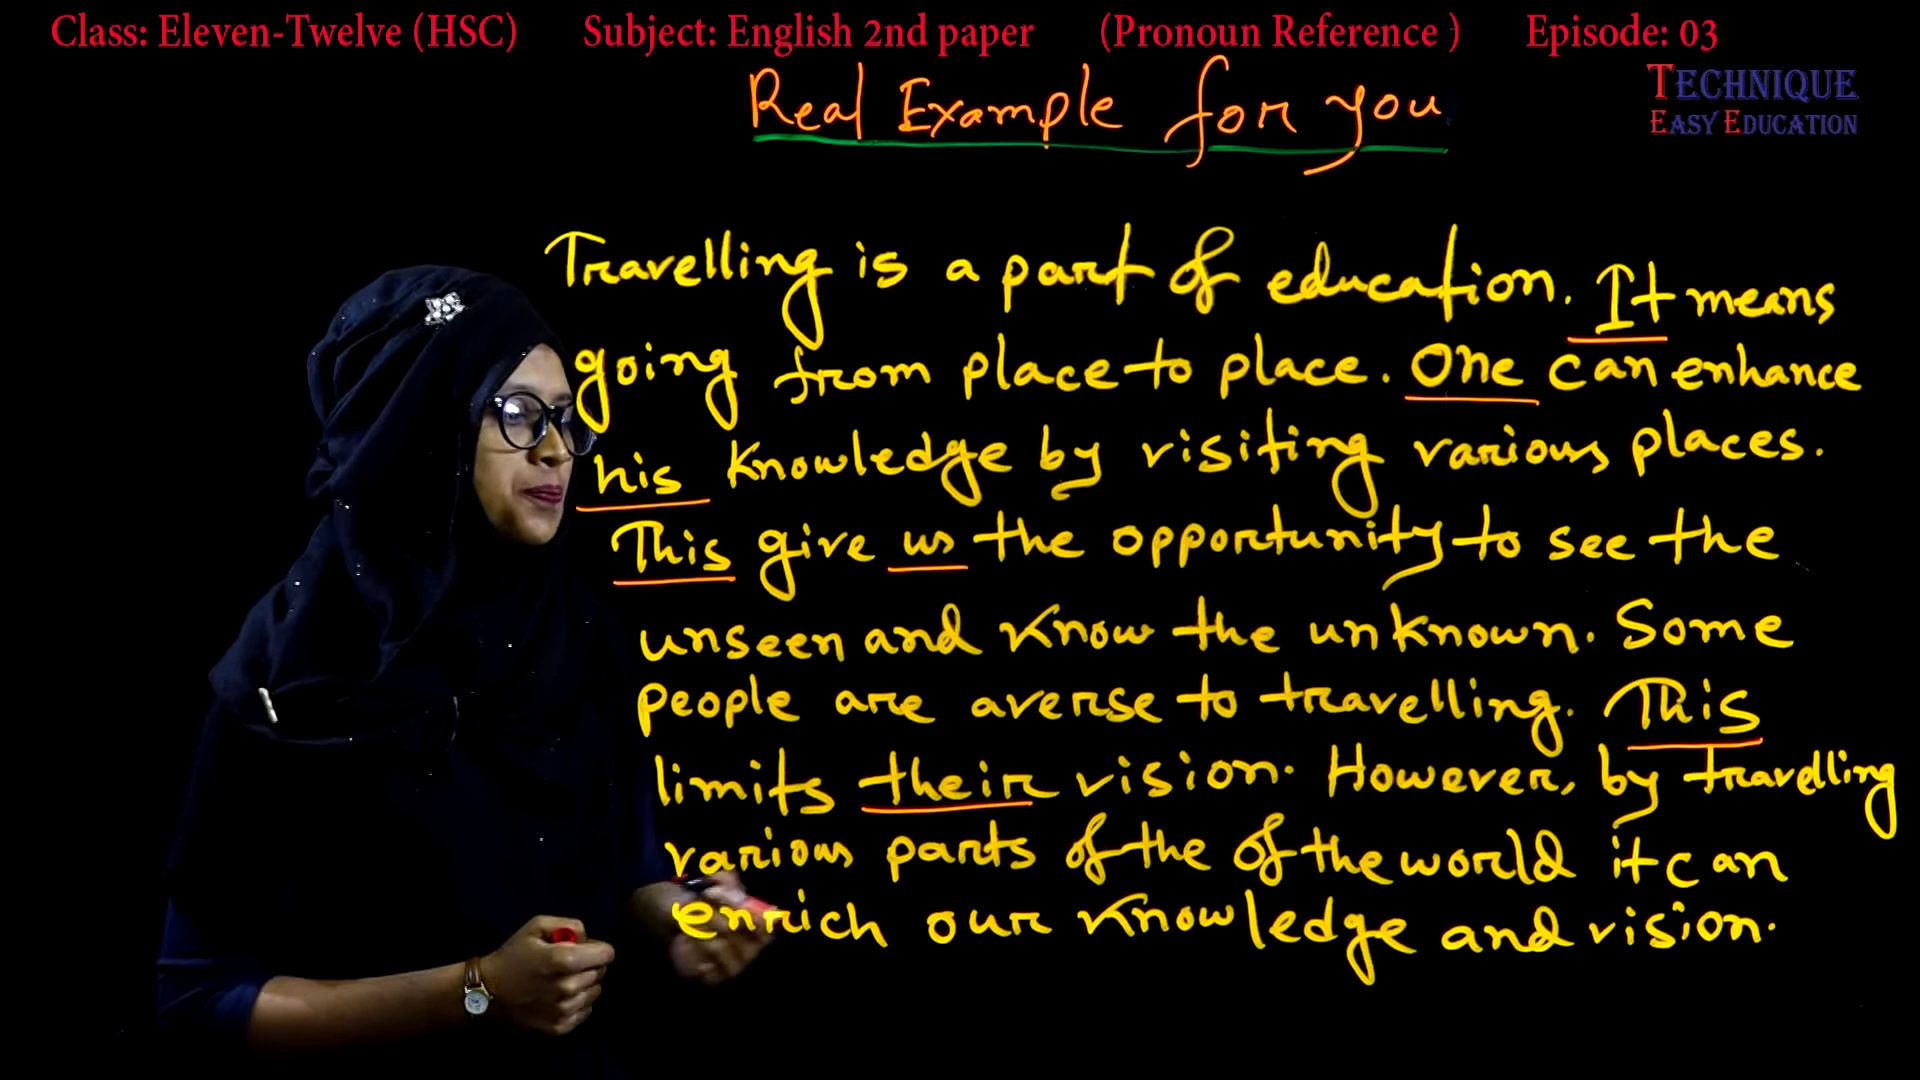 Class: Eleven-Twelve (HSC) Subject: English 2nd paper (Pronoun Reference ) Episode: 03
TECHNIQUE
EASY EDUCATION
Real Example for you
Travelling is a part of education. It means
going from place to place. One can enhance
his knowledge by visiting various places.
This give us the opportunity to see the
unseen and know the unknown. Some
people are averse to travelling. This
limits their vision. However, by travelling
various parts of the of the world it can
enrich our knowledge and vision.